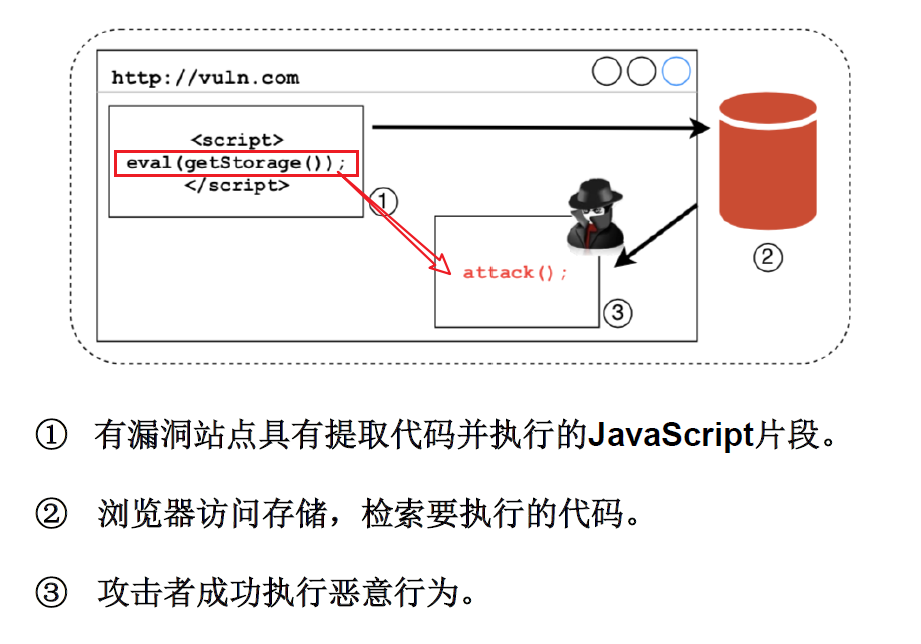 http://vuln.com
<script>
eval(getStorage());
</script>
①
attack();
②
③
① 有漏洞站点具有提取代码并执行的JavaScript片段。
② 浏览器访问存储，检索要执行的代码。
③ 攻击者成功执行恶意行为。